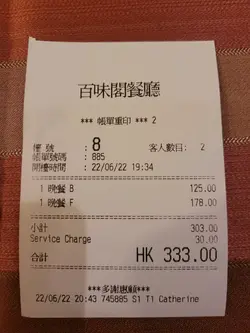 百味閣餐廳
*** 帳單重印 *** 2
檯 號 8 客人數目: 2
帳單號碼: 885
開檯時間: 22/06/22 19:34
1 晚餐 B 125.00
1 晚餐 F 178.00
小計 303.00
Service Charge 30.00
合計 HK 333.00
***多謝惠顧***
22/06/22 20:43 745885 S1 T1 Catherine